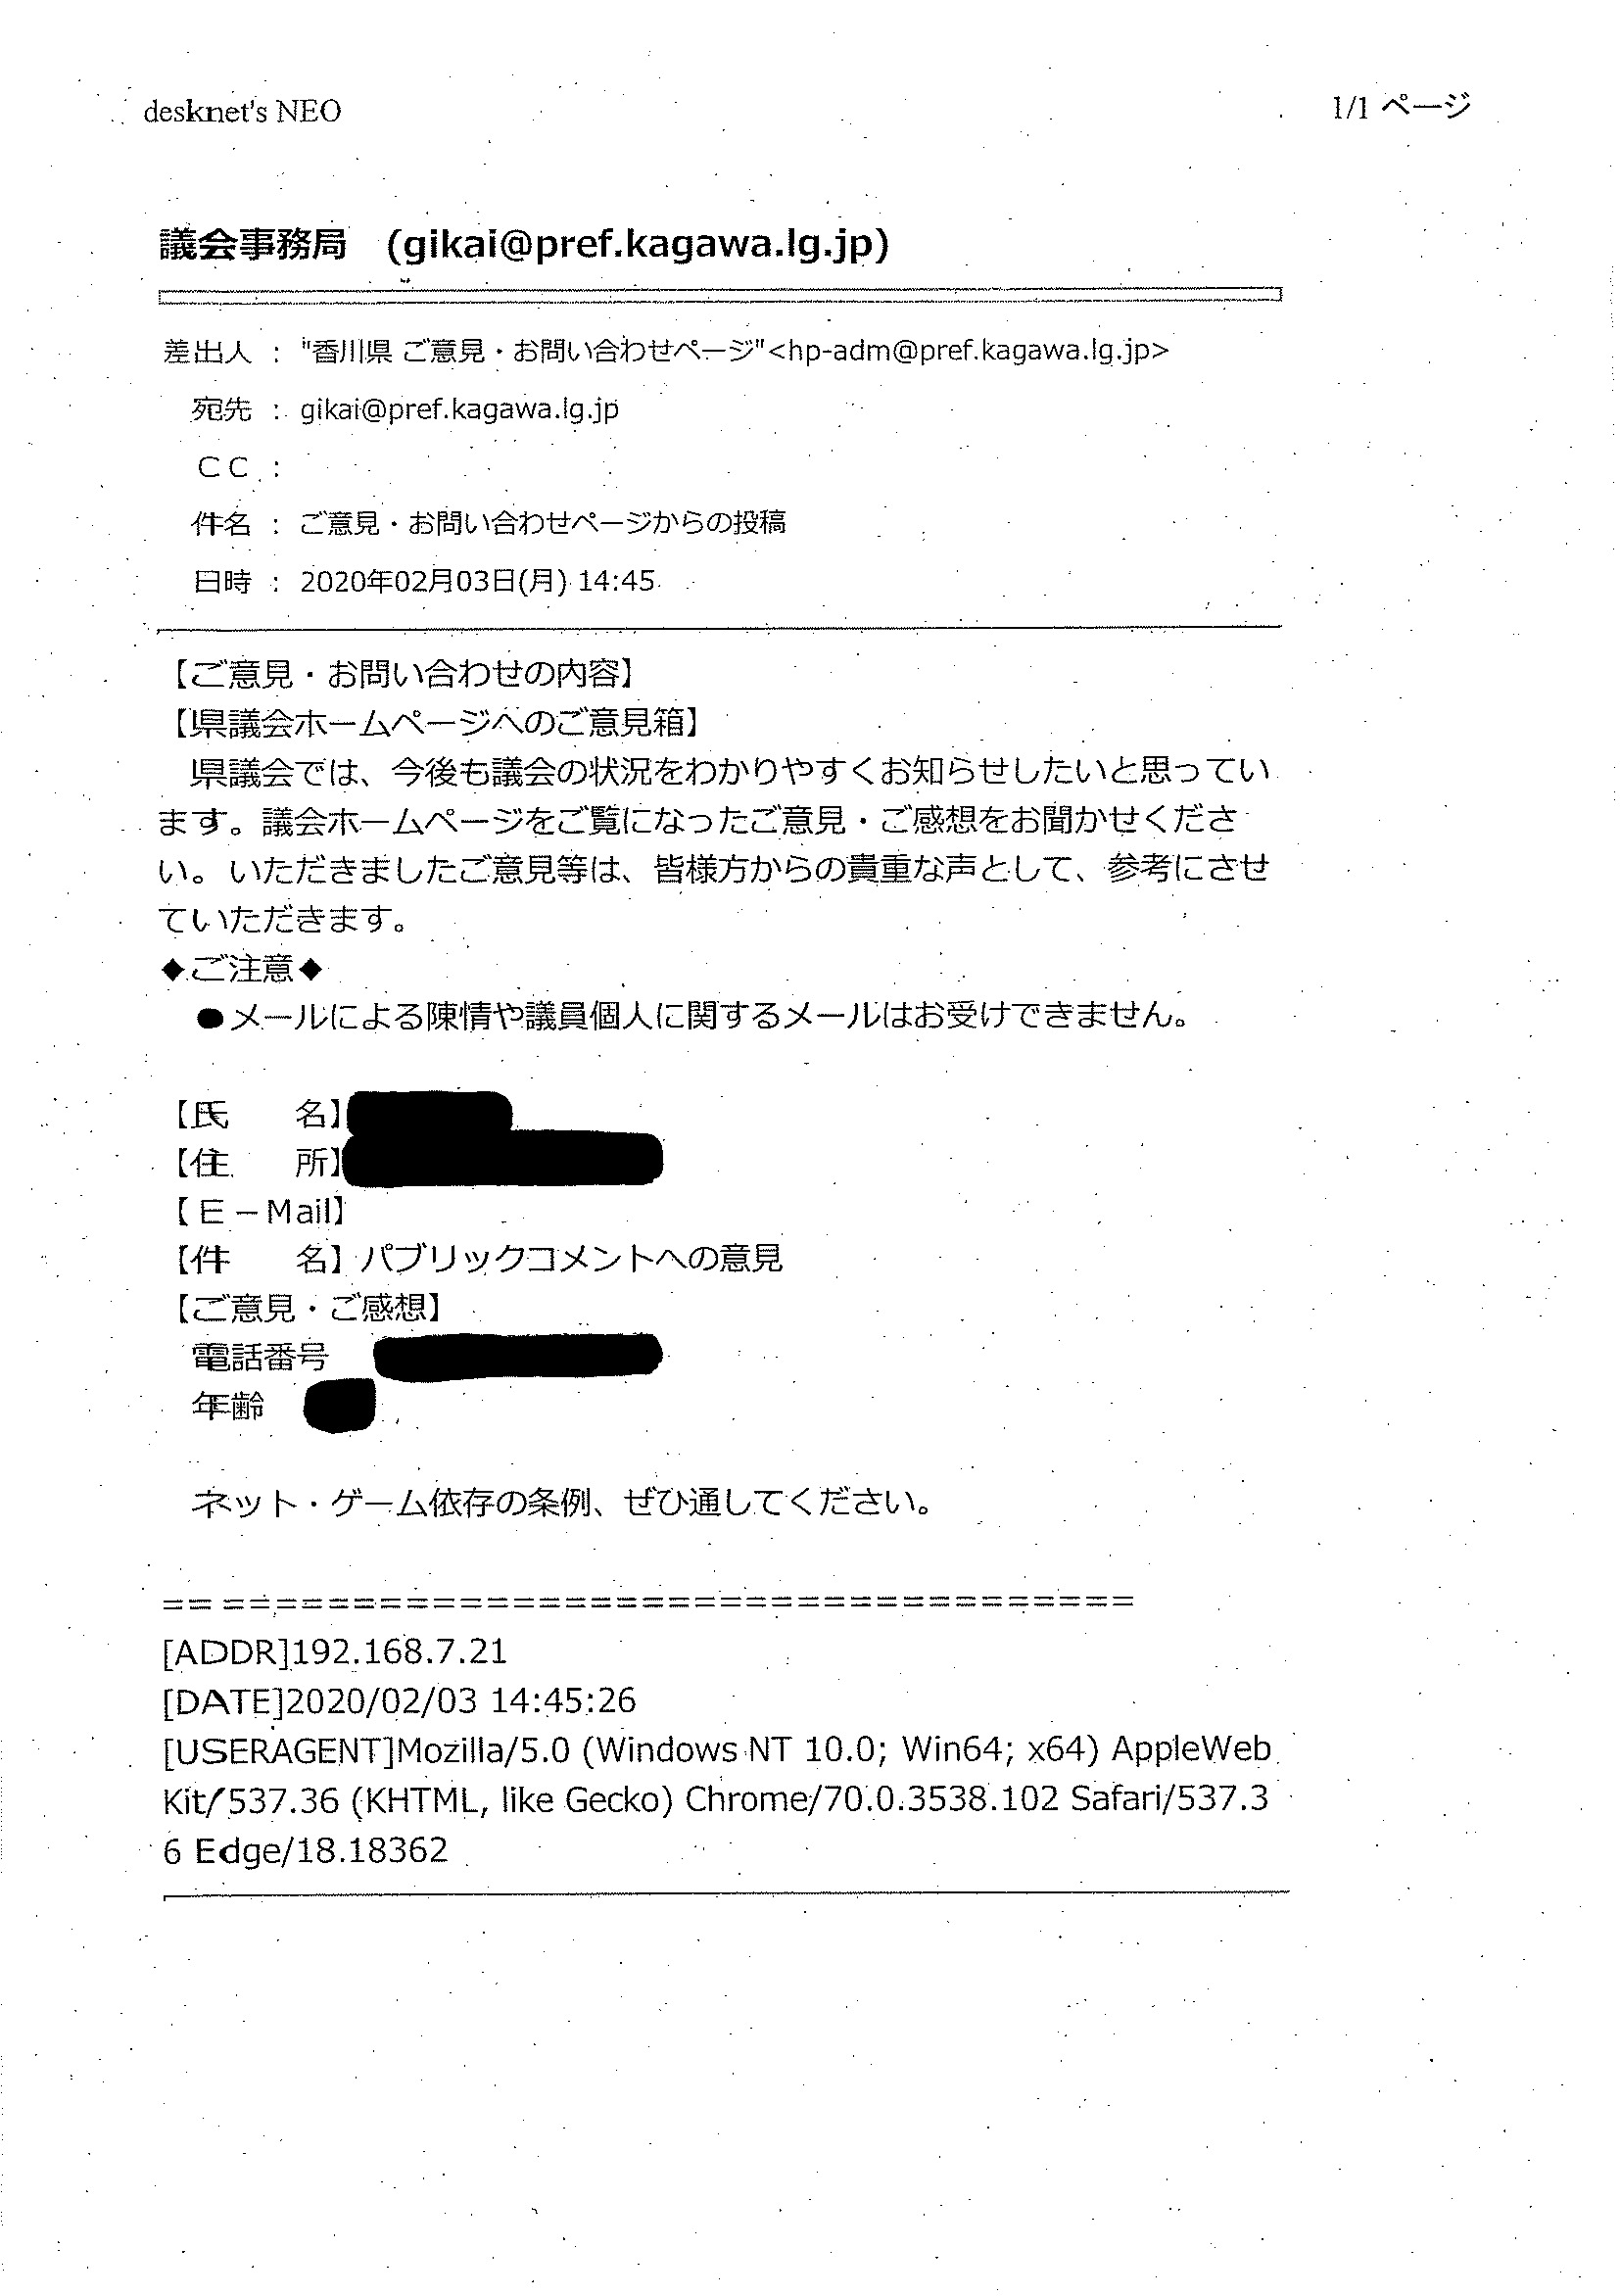 desknet's NEO
1/1 ページ
議会事務局 (gikai@pref.kagawa.lg.jp)
差出人 : "香川県 ご意見・お問い合わせページ"<hp-adm@pref.kagawa.lg.jp>
宛先 : gikai@pref.kagawa.lg.jp
ＣＣ :
件名 : ご意見・お問い合わせページからの投稿
日時 : 2020年02月03日(月) 14:45
【ご意見・お問い合わせの内容】
【県議会ホームページへのご意見箱】
県議会では、今後も議会の状況をわかりやすくお知らせしたいと思ってい
ます。議会ホームページをご覧になったご意見・ご感想をお聞かせくださ
い。いただきましたご意見等は、皆様方からの貴重な声として、参考にさせ
ていただきます。
◆ご注意◆
●メールによる陳情や議員個人に関するメールはお受けできません。
【氏　　名】
【住　　所】
【Ｅ－Mail】
【件　　名】パブリックコメントへの意見
【ご意見・ご感想】
電話番号
年齢
ネット・ゲーム依存の条例、ぜひ通してください。
=====================================
[ADDR]192.168.7.21
[DATE]2020/02/03 14:45:26
[USERAGENT]Mozilla/5.0 (Windows NT 10.0; Win64; x64) AppleWeb
Kit/537.36 (KHTML, like Gecko) Chrome/70.0.3538.102 Safari/537.3
6 Edge/18.18362